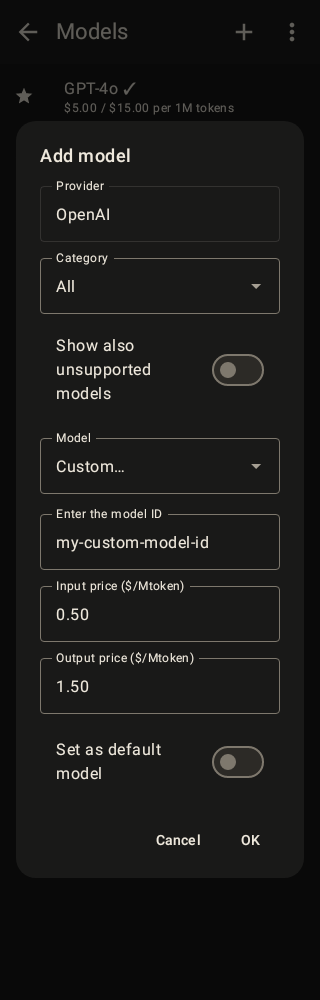 Models
GPT-4o ✓
$5.00 / $15.00 per 1M tokens
Add model
Provider
OpenAI
Category
All
Show also
unsupported
models
Model
Custom...
Enter the model ID
my-custom-model-id
Input price ($/Mtoken)
0.50
Output price ($/Mtoken)
1.50
Set as default
model
Cancel OK